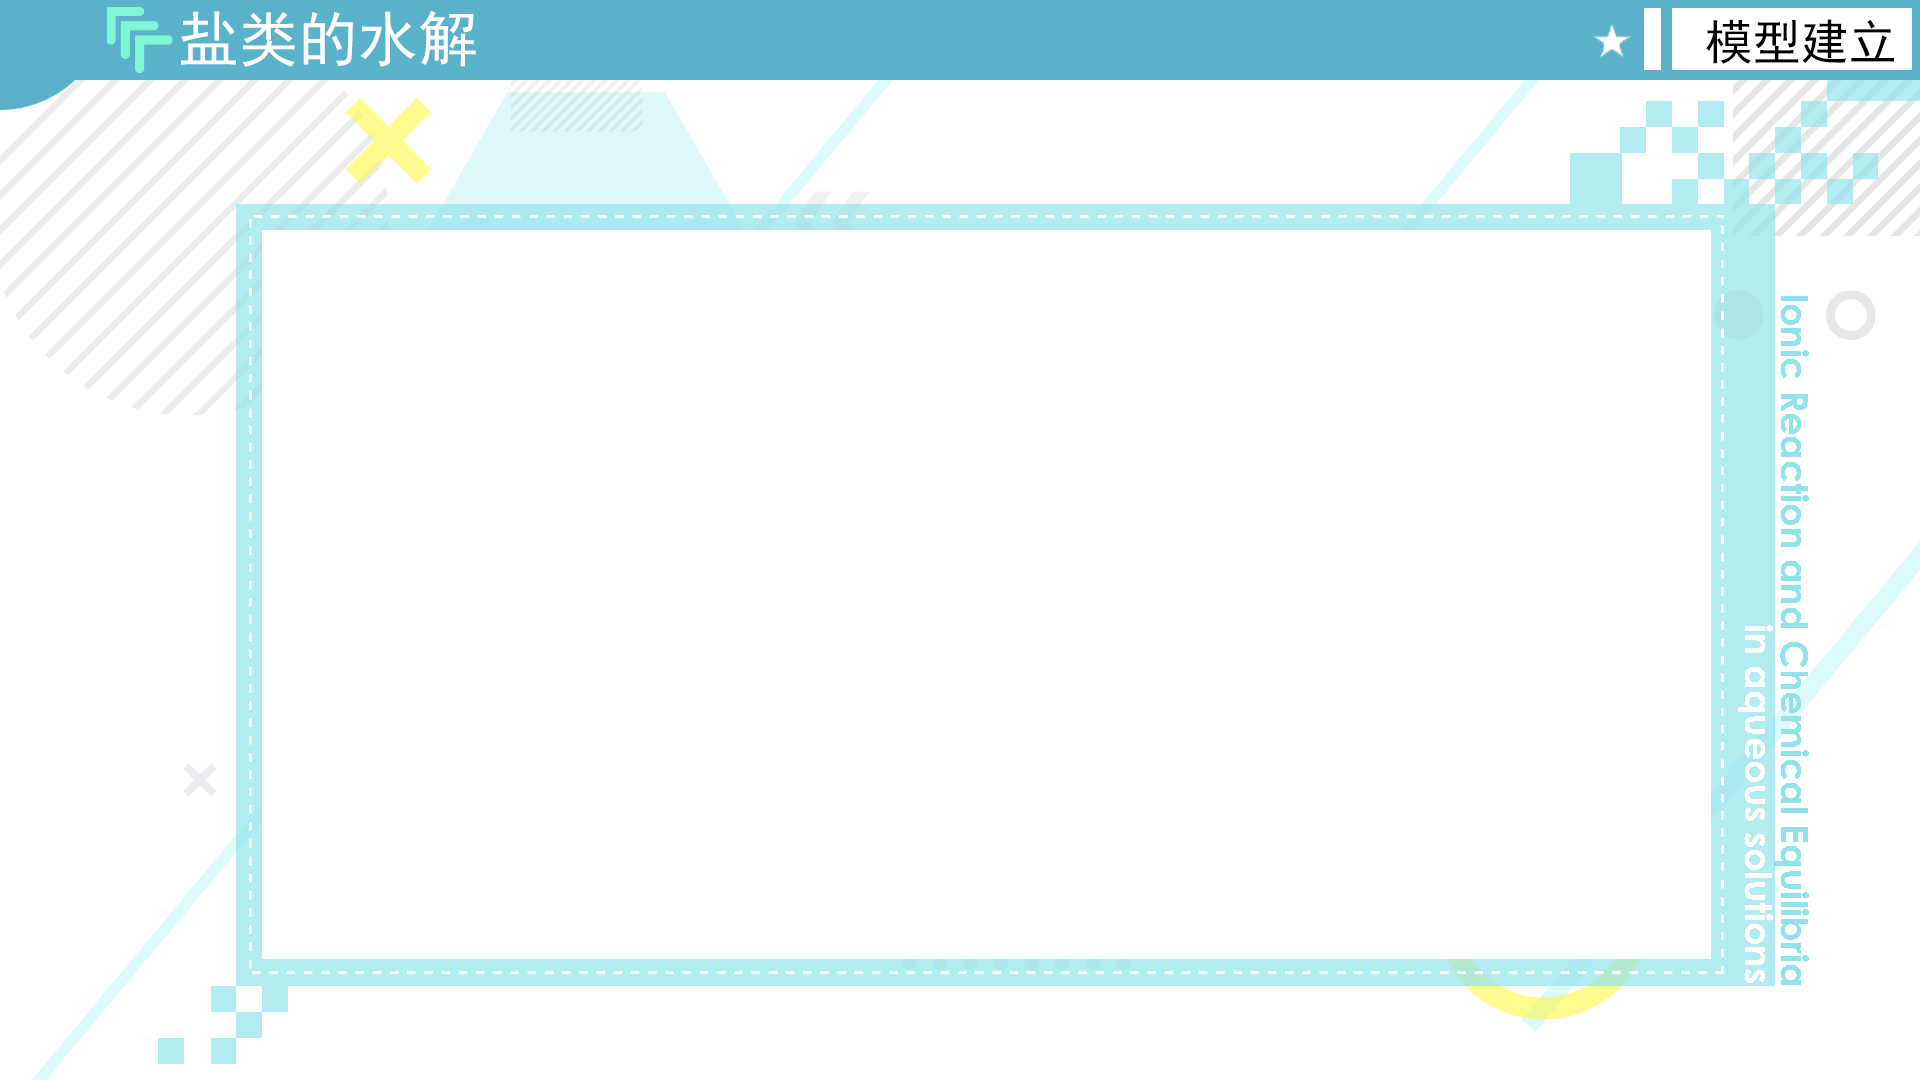 盐类的水解
模型建立
Ionic Reaction and Chemical Equilibria
in aqueous solutions